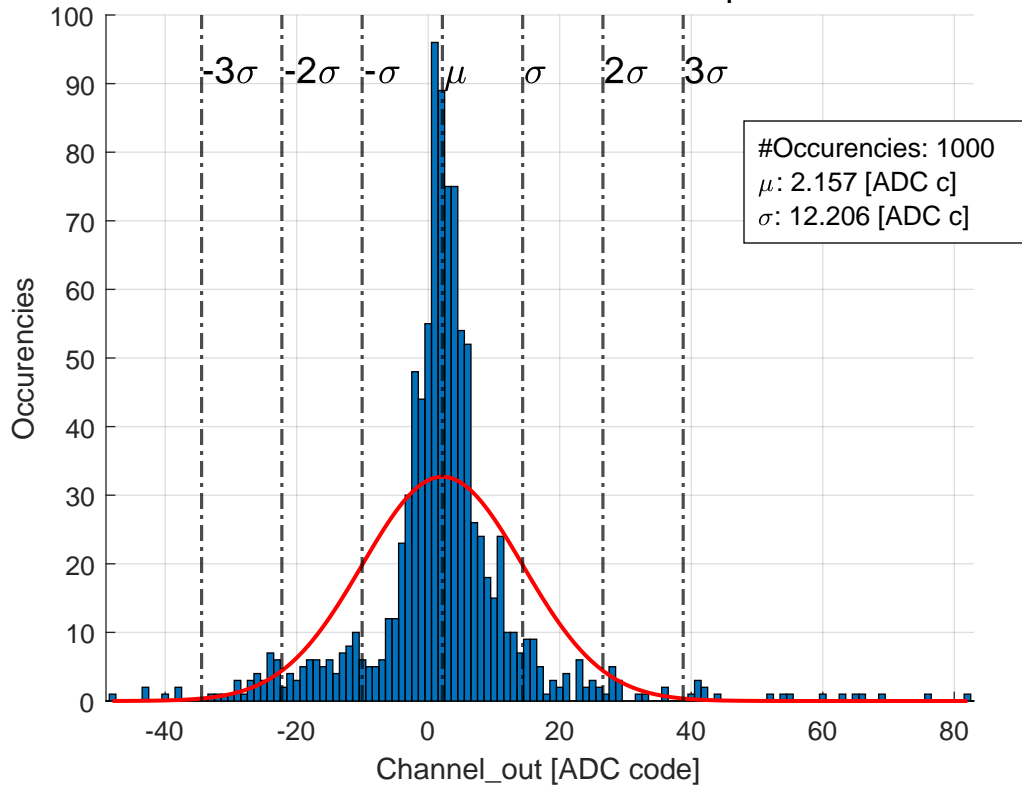 100
90
80
70
60
50
40
30
20
10
0
Occurencies
-3σ
-2σ
-σ
μ
σ
2σ
3σ
#Occurencies: 1000
μ: 2.157 [ADC c]
σ: 12.206 [ADC c]
-40
-20
0
20
40
60
80
Channel_out [ADC code]